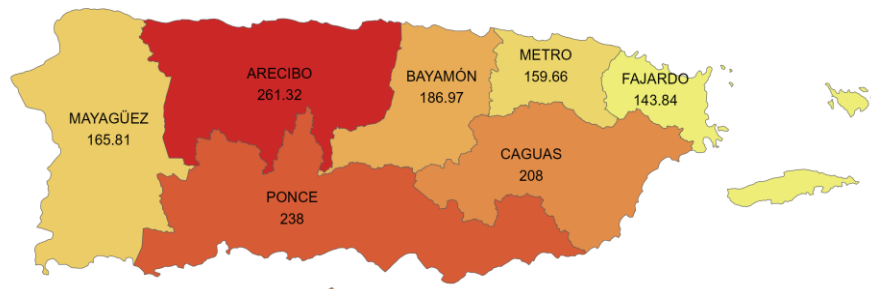 METRO
159.66
ARECIBO
261.32
BAYAMÓN
186.97
FAJARDO
143.84
MAYAGÜEZ
165.81
CAGUAS
208
PONCE
238